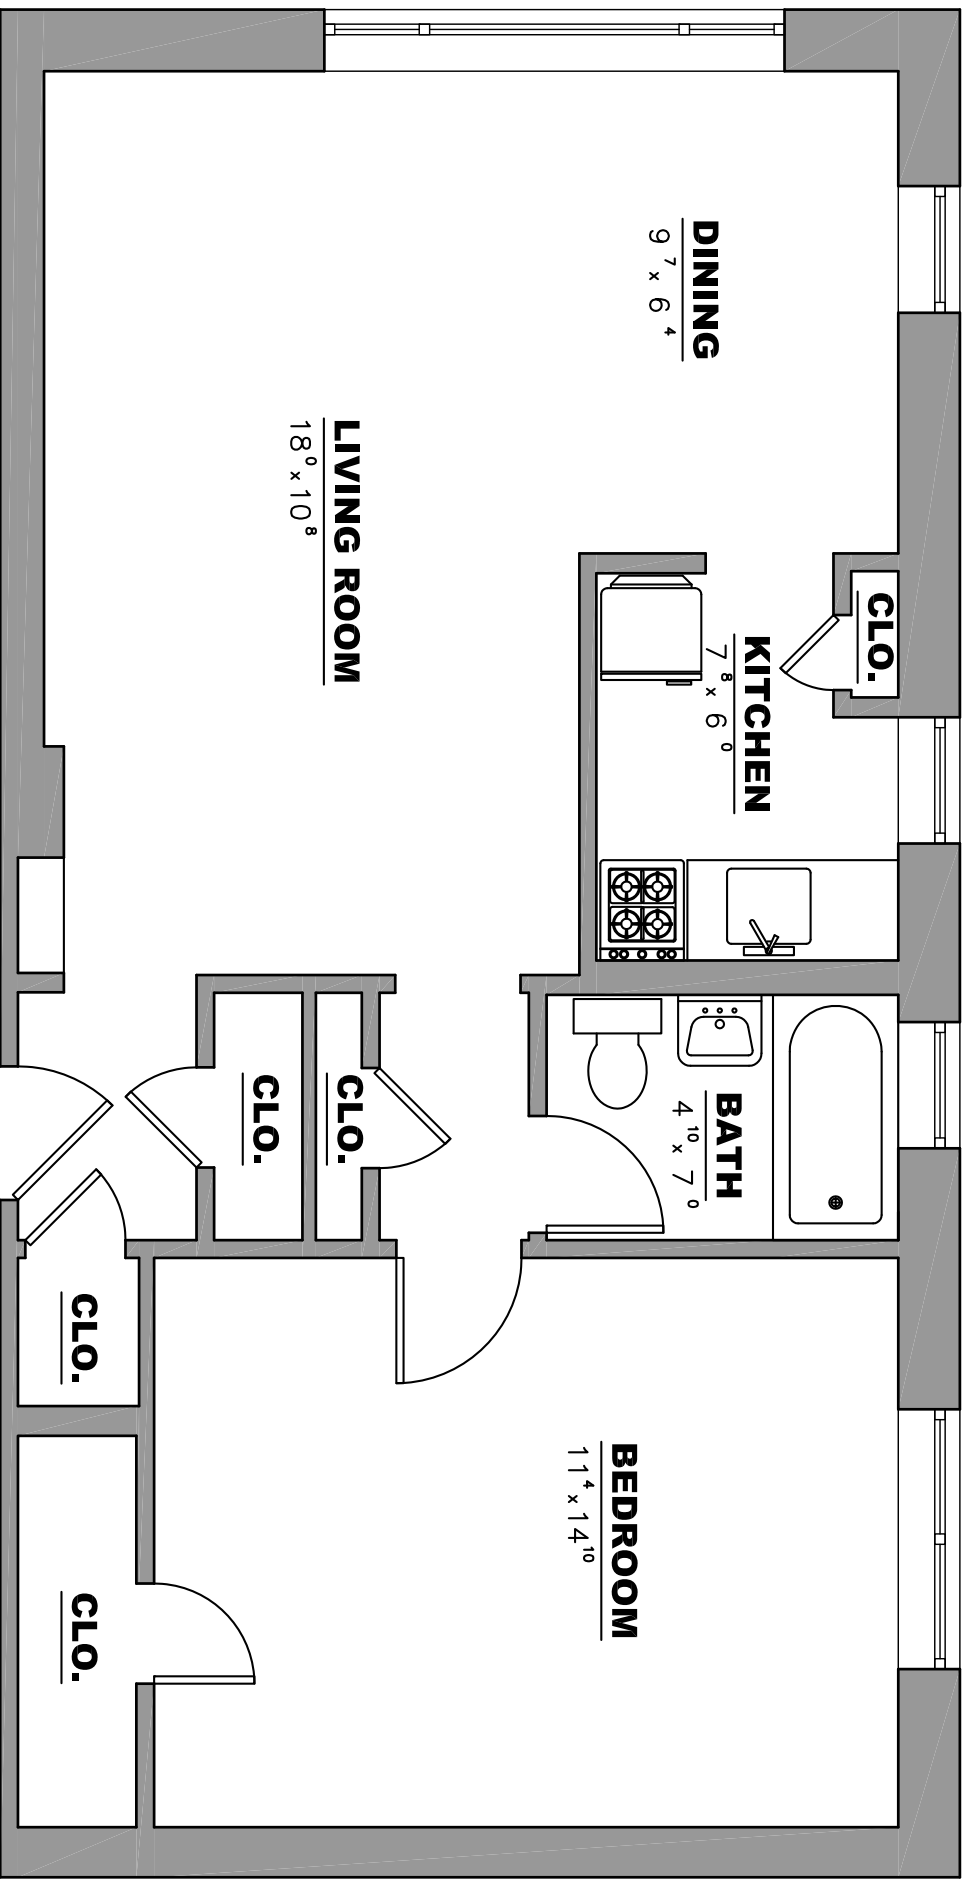 DINING
9⁷ x 6⁴
CLO.
KITCHEN
7⁸ x 6⁰
LIVING ROOM
18⁰ x 10⁸
BATH
4¹⁰ x 7⁰
CLO.
CLO.
BEDROOM
11⁴ x 14¹⁰
CLO.
CLO.